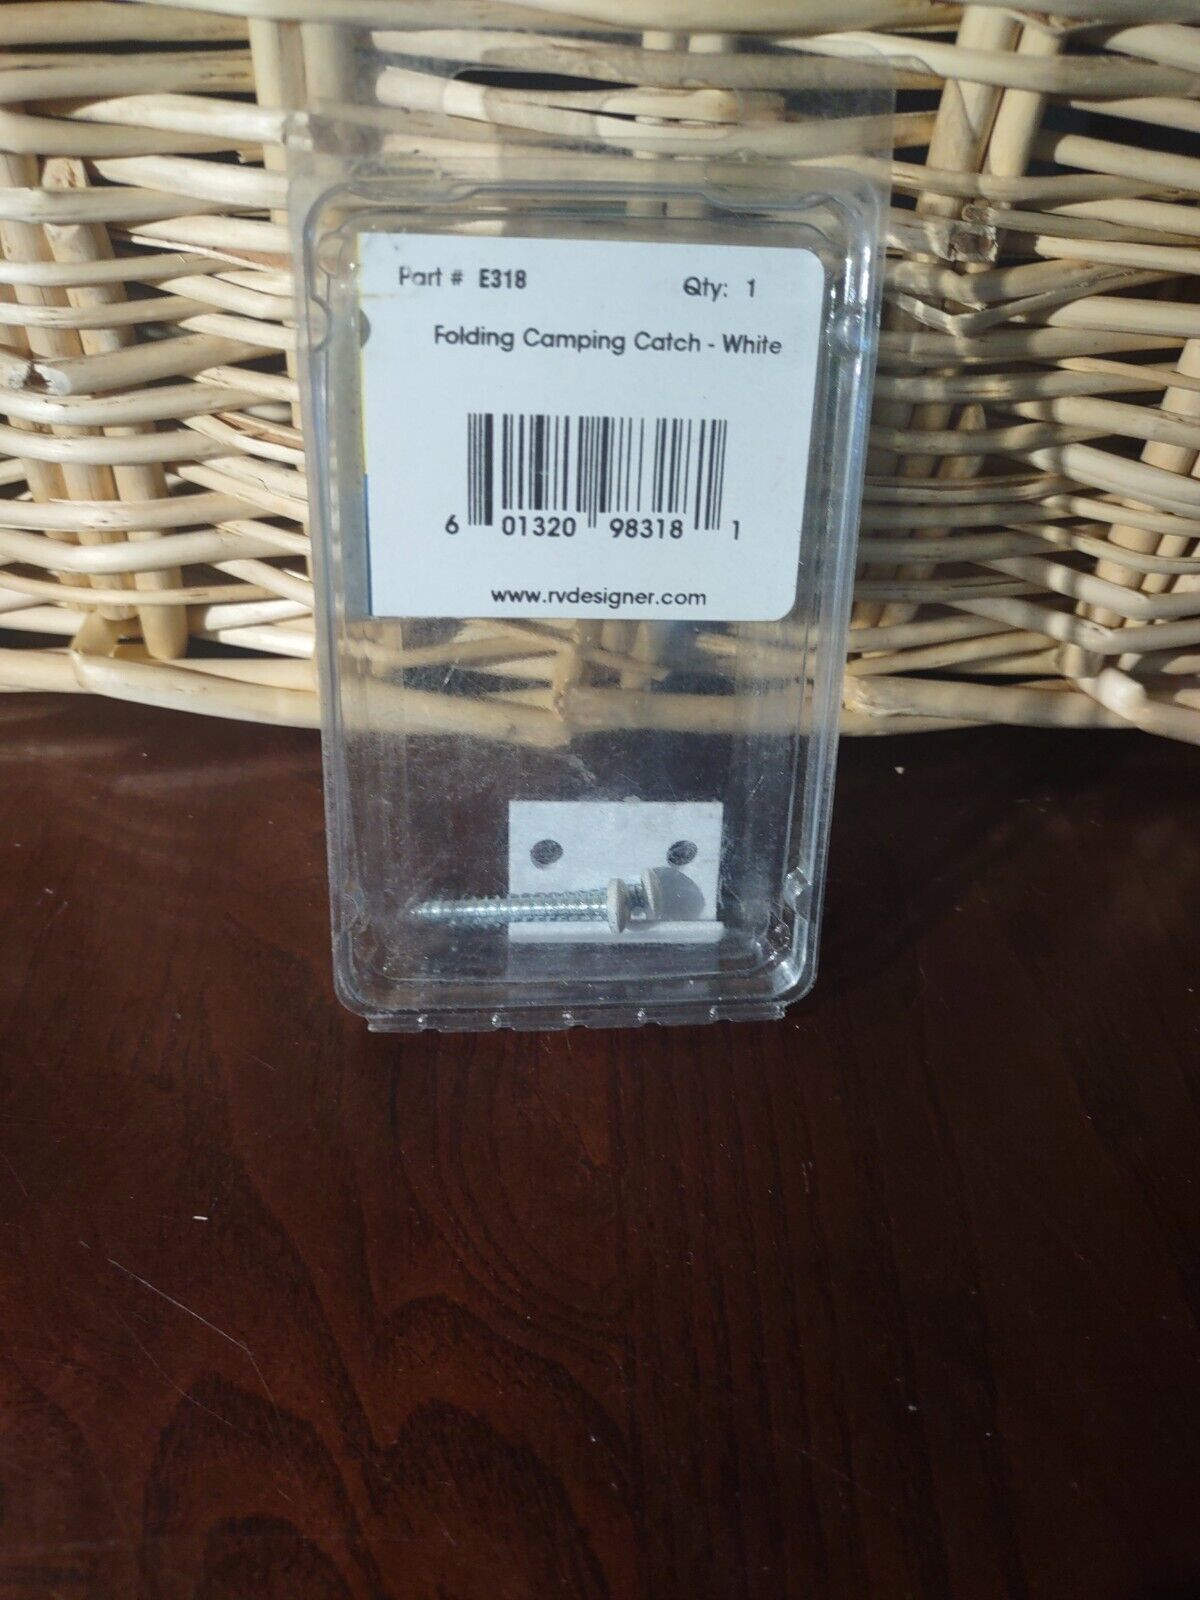 Part # E318 Qty: 1
Folding Camping Catch - White
6 01320 98318 1
www.rvdesigner.com